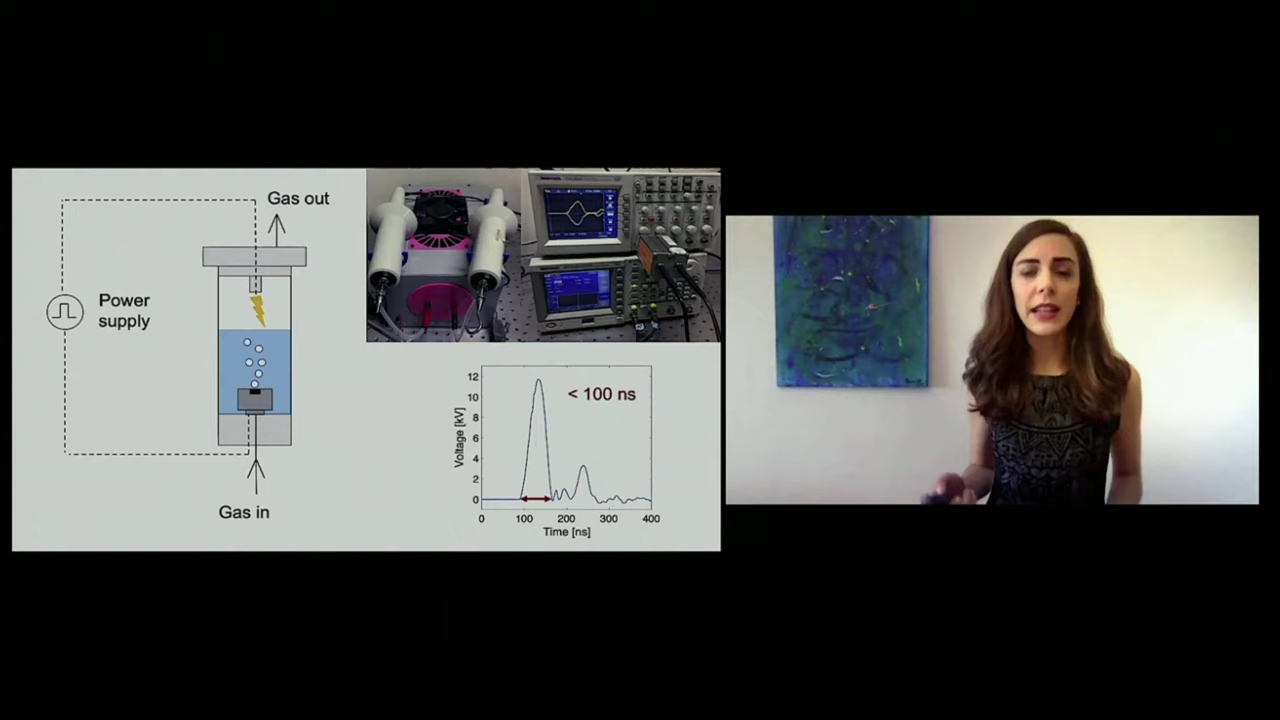 Gas out
Power
supply
Gas in
12
10
8
6
4
2
0
Voltage [kV]
< 100 ns
0
100
200
300
400
Time [ns]